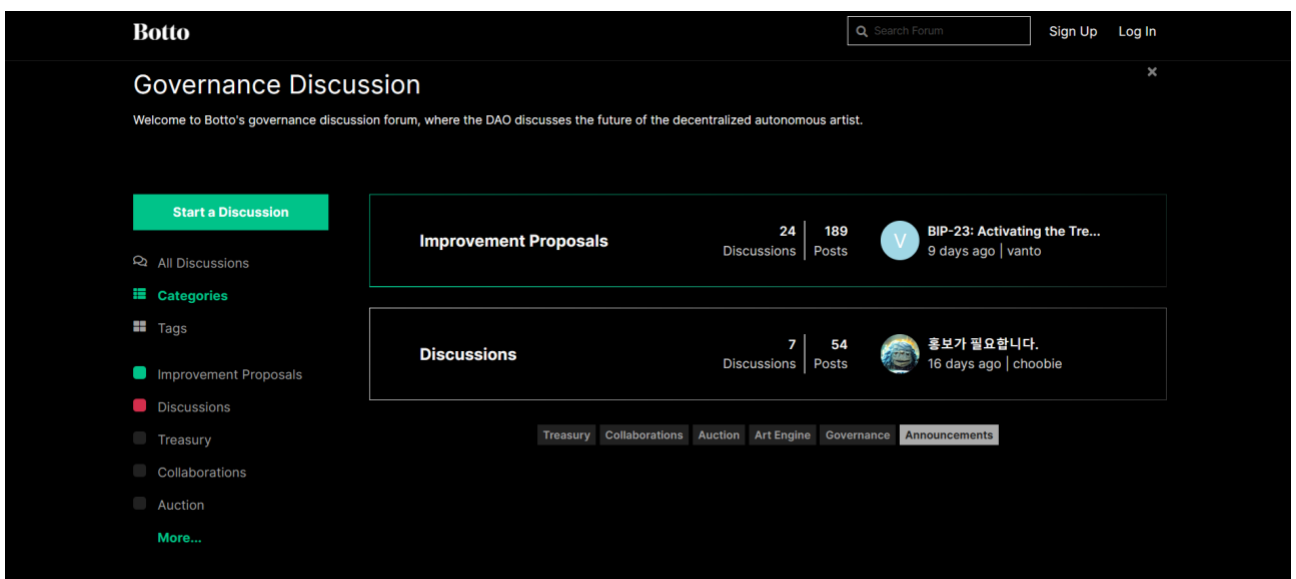 Botto
Search Forum
Sign Up
Log In
Governance Discussion
Welcome to Botto's governance discussion forum, where the DAO discusses the future of the decentralized autonomous artist.
Start a Discussion
All Discussions
Categories
Tags
Improvement Proposals
Discussions
Treasury
Collaborations
Auction
More...
Improvement Proposals
24 Discussions
189 Posts
V
BIP-23: Activating the Tre...
9 days ago | vanto
Discussions
7 Discussions
54 Posts
홍보가 필요합니다.
16 days ago | choobie
Treasury Collaborations Auction Art Engine Governance Announcements